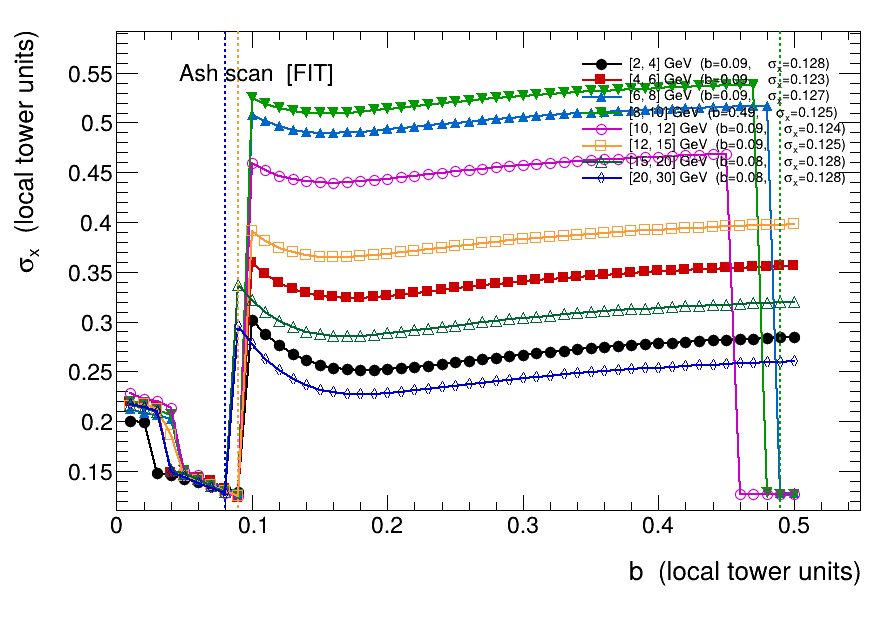 σx (local tower units)
Ash scan [FIT]
[2, 4] GeV (b=0.09, σx=0.128)
[4, 6] GeV (b=0.09, σx=0.123)
[6, 8] GeV (b=0.09, σx=0.127)
[8, 10] GeV (b=0.49, σx=0.125)
[10, 12] GeV (b=0.09, σx=0.124)
[12, 15] GeV (b=0.09, σx=0.125)
[15, 20] GeV (b=0.08, σx=0.128)
[20, 30] GeV (b=0.08, σx=0.128)
0.55
0.5
0.45
0.4
0.35
0.3
0.25
0.2
0.15
0 0.1 0.2 0.3 0.4 0.5
b (local tower units)